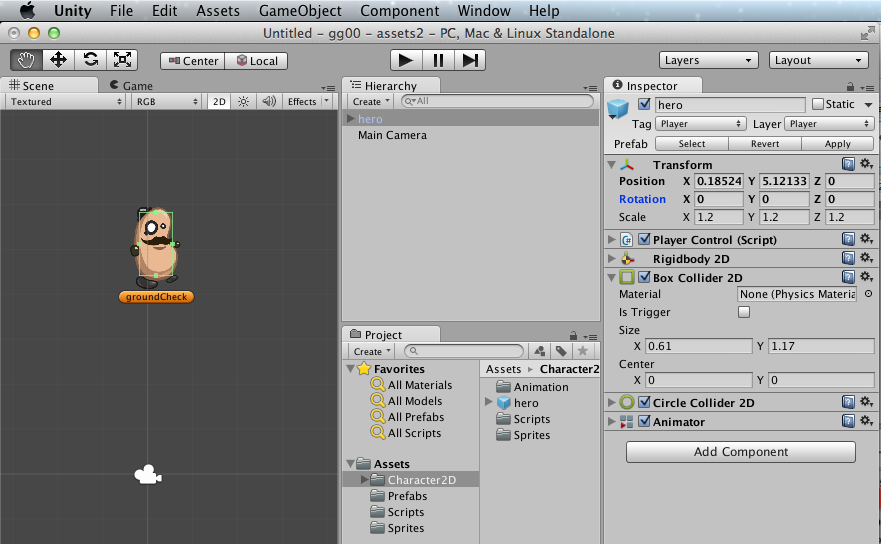 Unity File Edit Assets GameObject Component Window Help
Untitled - gg00 - assets2 - PC, Mac & Linux Standalone
Center Local Layers Layout
Scene Game
Textured RGB 2D Effects
groundCheck
Hierarchy
Create All
hero
Main Camera
Project
Create
Favorites
All Materials
All Models
All Prefabs
All Scripts
Assets
Character2D
Prefabs
Scripts
Sprites
Assets Character2
Animation
hero
Scripts
Sprites
Inspector
hero Static
Tag Player Layer Player
Prefab Select Revert Apply
Transform
Position X 0.18524 Y 5.12133 Z 0
Rotation X 0 Y 0 Z 0
Scale X 1.2 Y 1.2 Z 1.2
Player Control (Script)
Rigidbody 2D
Box Collider 2D
Material None (Physics Materia
Is Trigger
Size
X 0.61 Y 1.17
Center
X 0 Y 0
Circle Collider 2D
Animator
Add Component